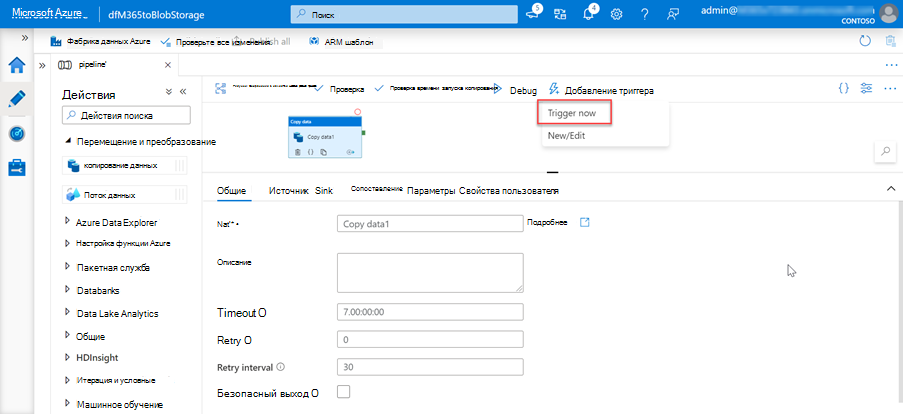 Microsoft Azure
dfM365toBlobStorage
Поиск
5
4
admin@
CONTOSO
Фабрика данных Azure
Проверьте все изменения.
Publish all
ARM шаблон
pipeline'
Действия
Действия поиска
Перемещение и преобразование
копирование данных
Поток данных
Azure Data Explorer
Настройка функции Azure
Пакетная служба
Databanks
Data Lake Analytics
Общие
HDInsight
Итерация и условные
Машинное обучение
Проверка
Проверка времени запуска копирования
Debug
Добавление триггера
Trigger now
New/Edit
Copy data
Copy data1
Общие
Источник
Sink
Сопоставление
Параметры
Свойства пользователя
Copy data1
Подробнее
Описание
Timeout O
7.00:00:00
Retry O
0
Retry interval
30
Безопасный выход O